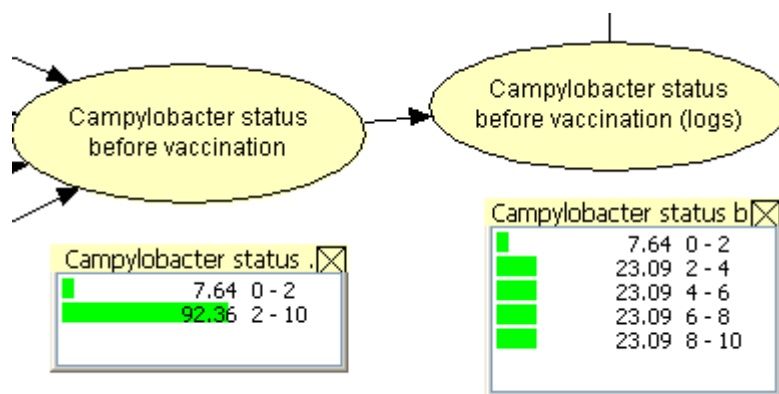 Campylobacter status
before vaccination
Campylobacter status
before vaccination (logs)
Campylobacter status .
7.64 0 - 2
92.36 2 - 10
Campylobacter status b
7.64 0 - 2
23.09 2 - 4
23.09 4 - 6
23.09 6 - 8
23.09 8 - 10